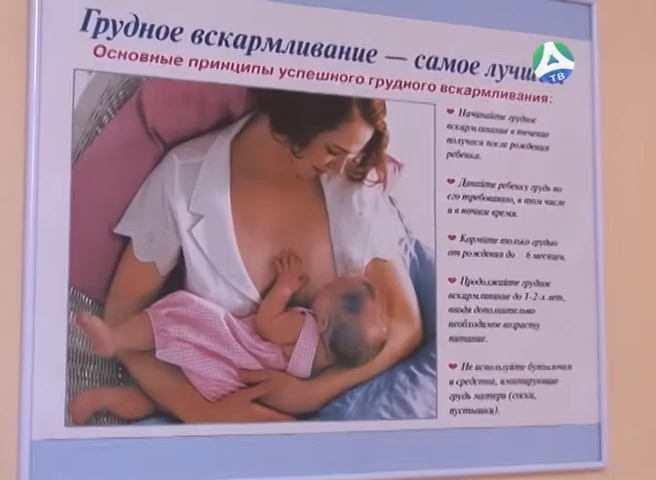 Грудное вскармливание — самое
Основные принципы успешного грудного вскармливания:
ТВ
Начинайте грудное
вскармливание в течение
получаса после рождения
ребенка.
Давайте ребенку грудь по
его требованию, в том числе
и в ночное время.
Кормите только грудью
от рождения до 6 месяцев.
Продолжайте грудное
вскармливание до 1-2-х лет,
вводя дополнительно
необходимое возрасту
питание.
Не используйте бутылочки
и средства, имитирующие
грудь матери (соски,
пустышки).